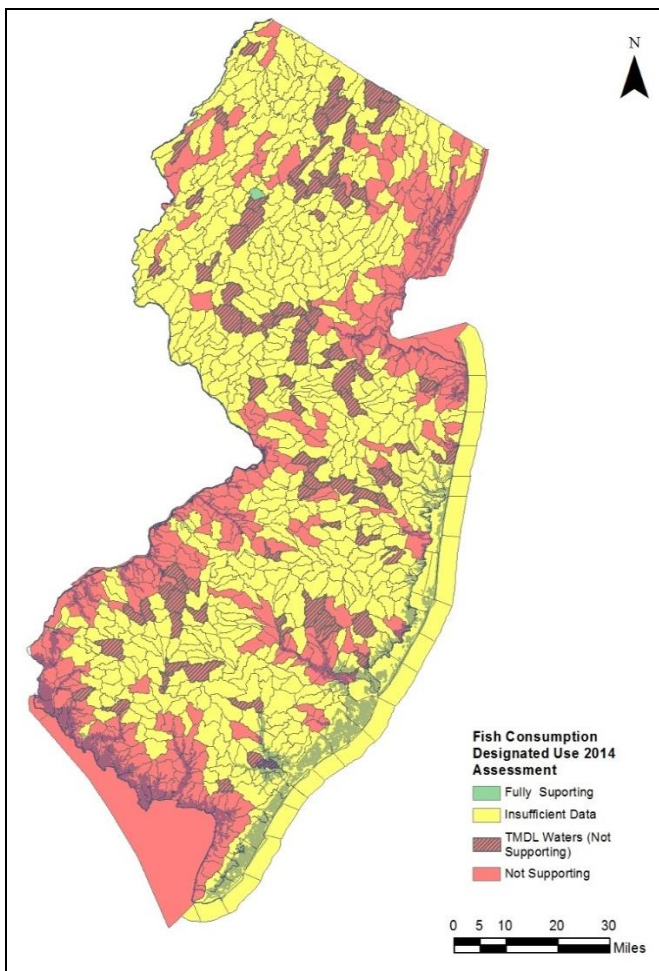 N
Fish Consumption
Designated Use 2014
Assessment
Fully Suporting
Insufficient Data
TMDL Waters (Not
Supporting)
Not Supporting
0 5 10 20 30
Miles